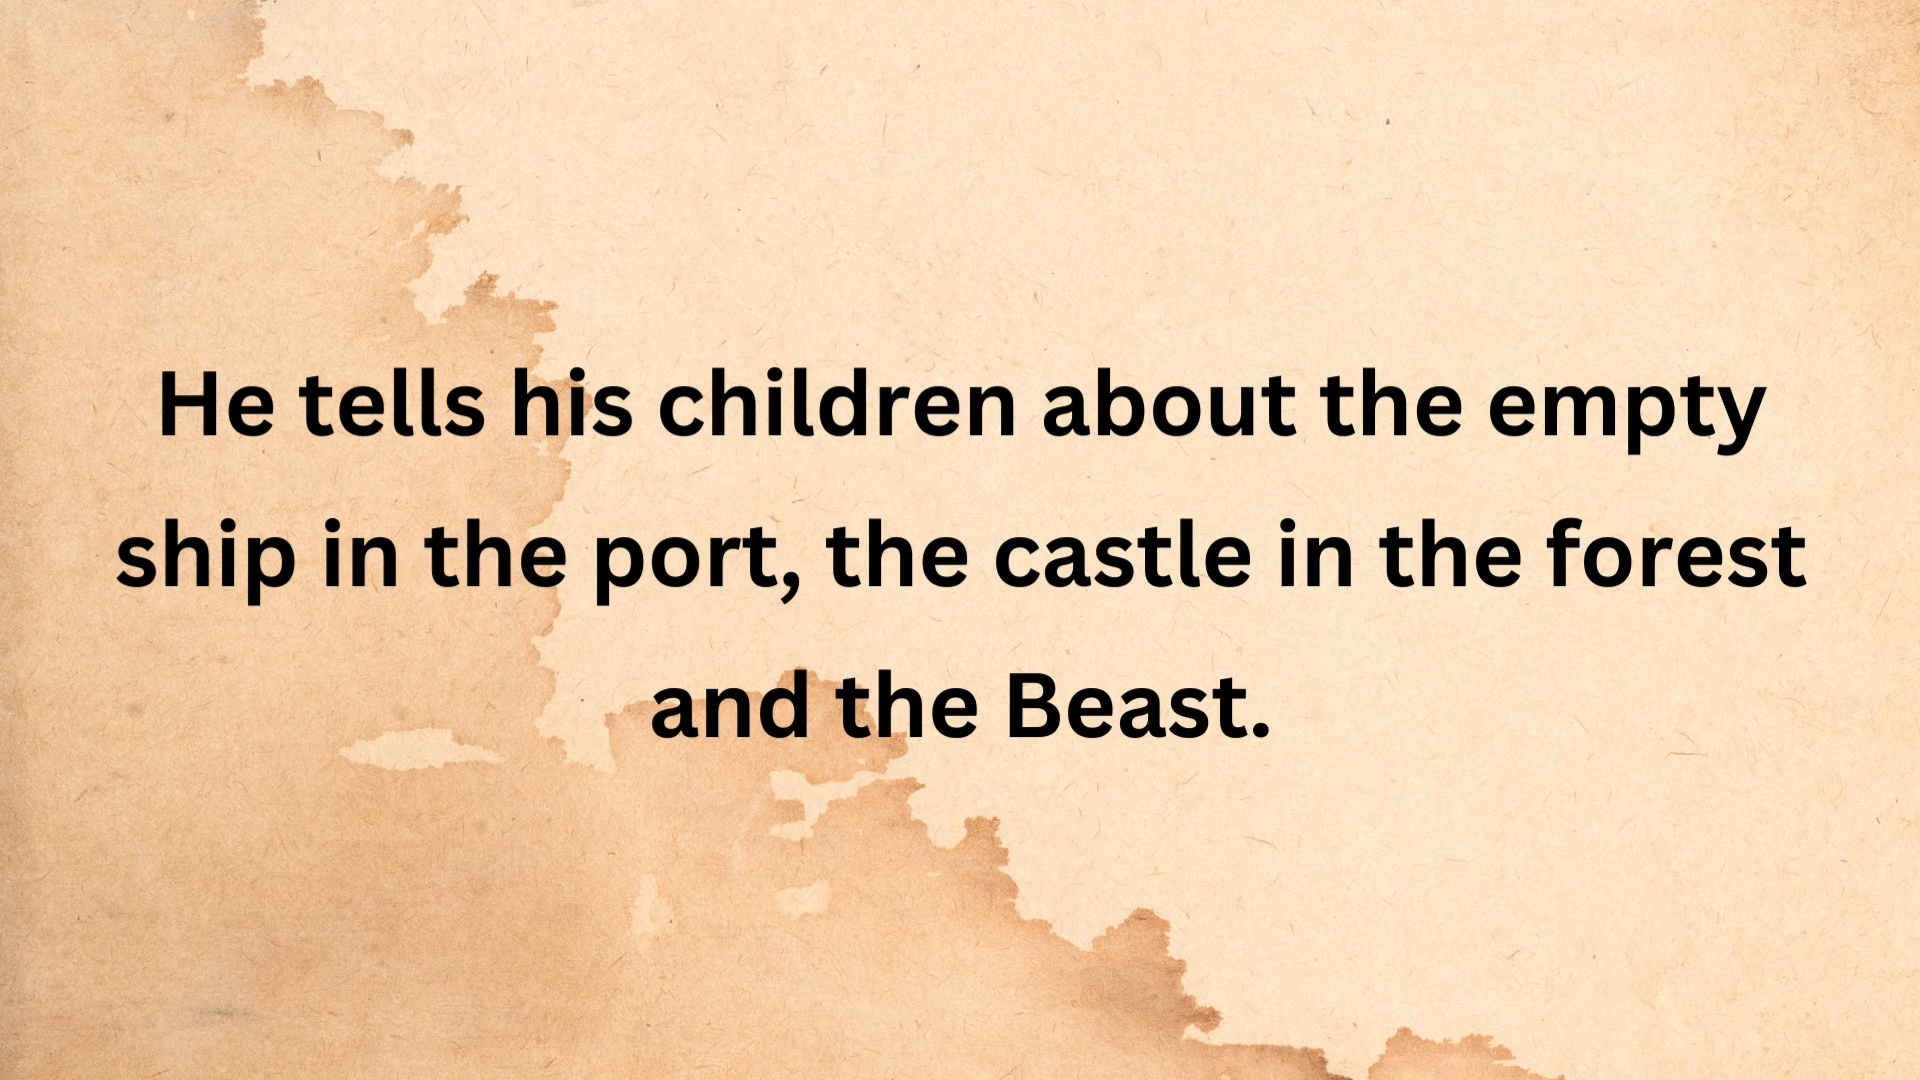 He tells his children about the empty
ship in the port, the castle in the forest
and the Beast.